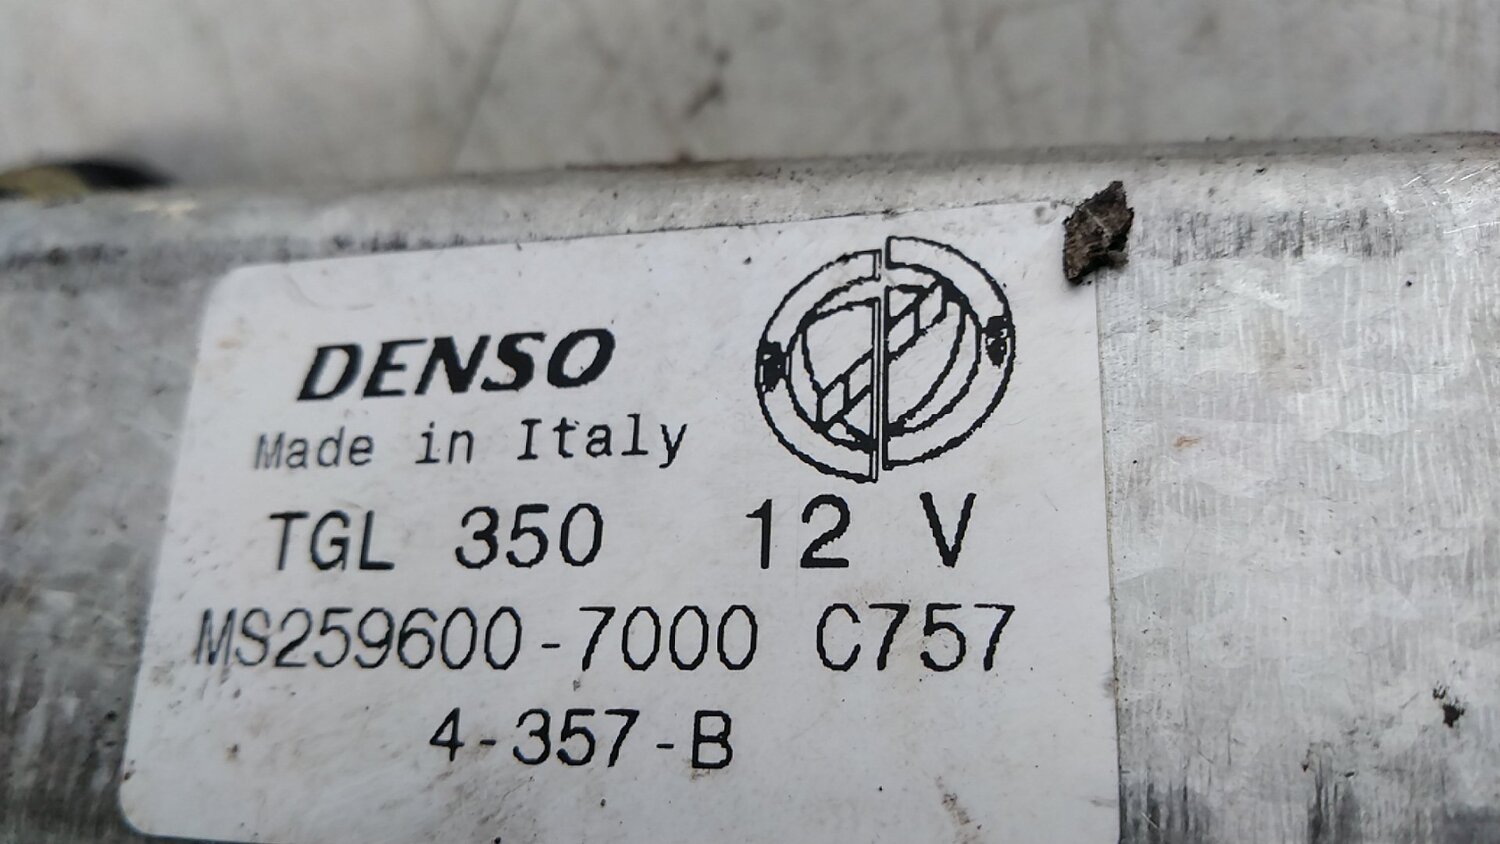 DENSO
Made in Italy
TGL 350 12 V
MS259600-7000 C757
4-357-B